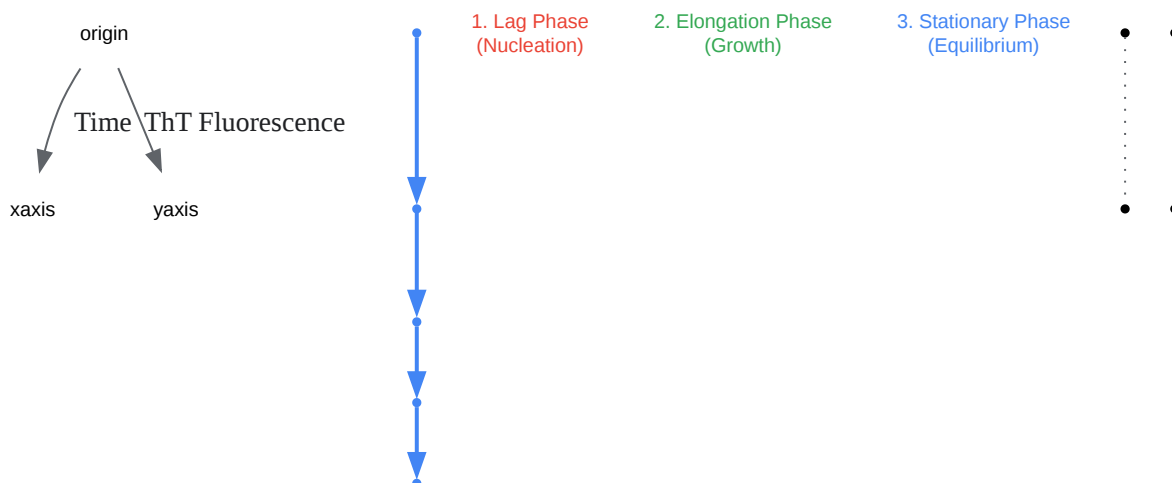 origin
1. Lag Phase
(Nucleation)
2. Elongation Phase
(Growth)
3. Stationary Phase
(Equilibrium)
Time
ThT Fluorescence
xaxis
yaxis